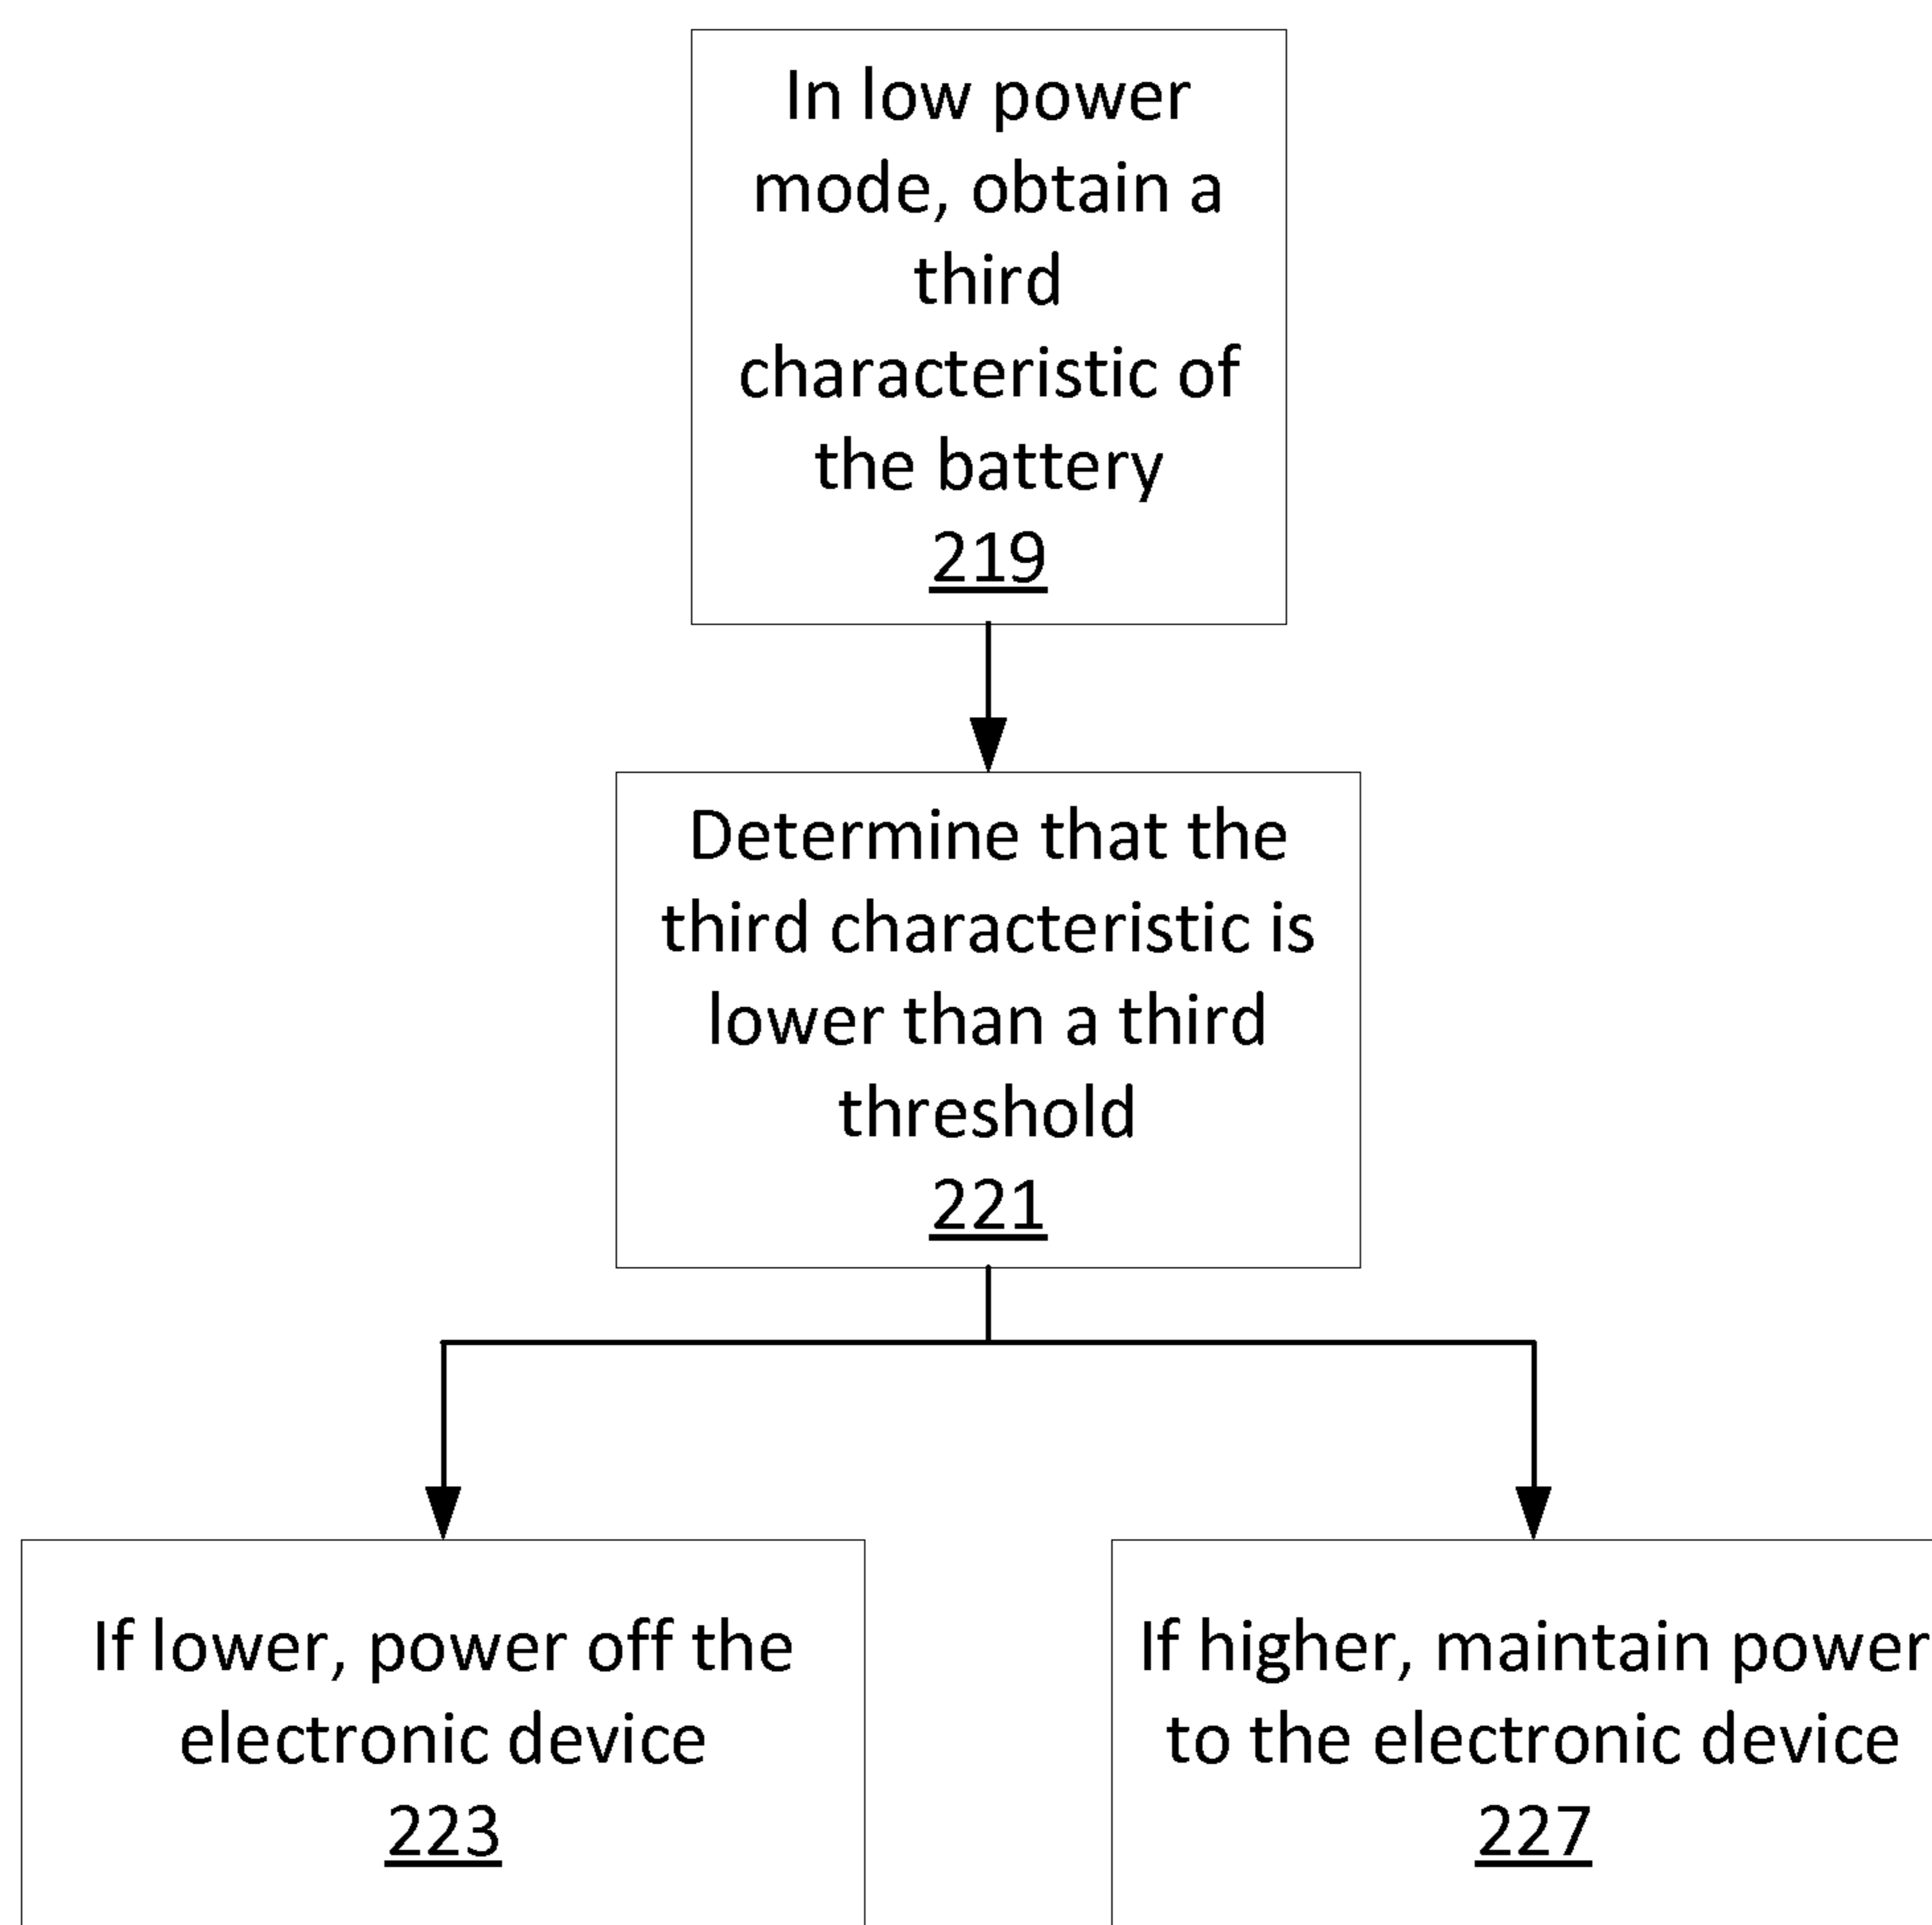 In low power
mode, obtain a
third
characteristic of
the battery
219
Determine that the
third characteristic is
lower than a third
threshold
221
If lower, power off the
electronic device
223
If higher, maintain power
to the electronic device
227